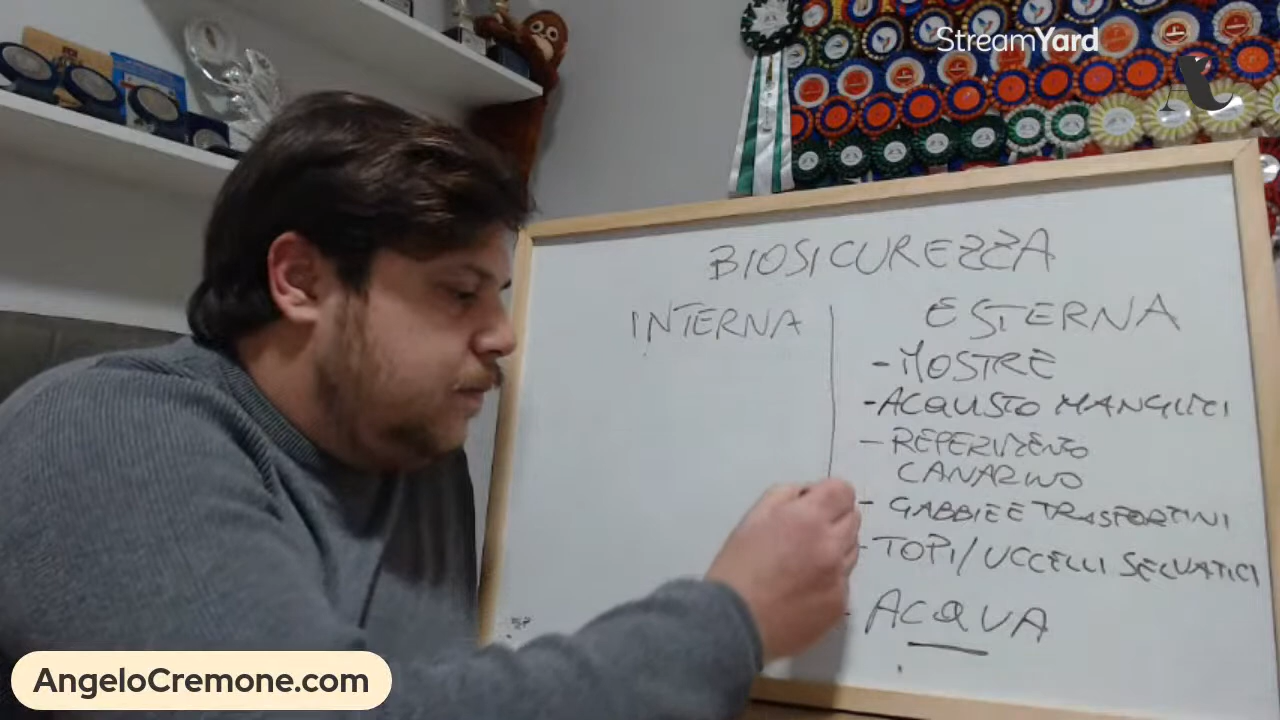 StreamYard
BIOSICUREZZA
INTERNA
ESTERNA
- MOSTRE
- ACQUISTO MANGIMI
- REPERIMENTO
CANARINO
- GABBIE E TRASPORTINI
- TOPI/UCCELLI SELVATICI
- ACQUA
AngeloCremone.com